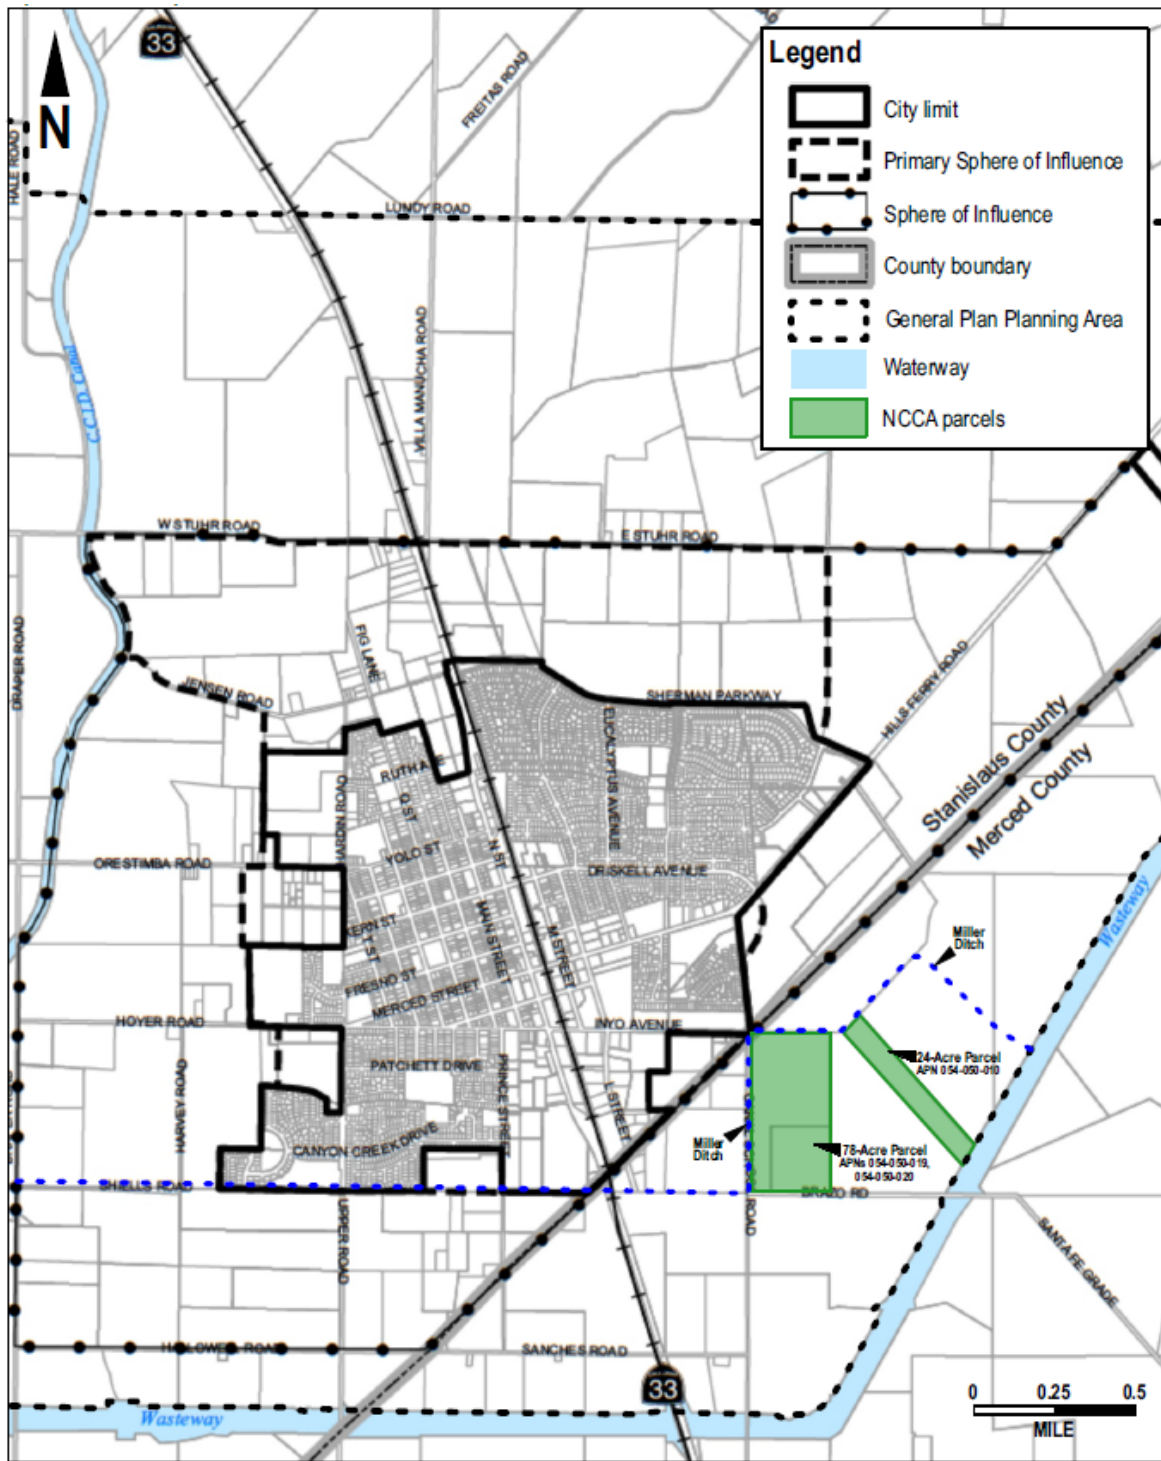 33
N
HALE ROAD
C.C.I.D. Canal
FREITAS ROAD
LUNDY ROAD
VILLA MANUCHA ROAD
Legend
City limit
Primary Sphere of Influence
Sphere of Influence
County boundary
General Plan Planning Area
Waterway
NCCA parcels
W STUHR ROAD
E STUHR ROAD
DRAPER ROAD
FIG LANE
JENSEN ROAD
SHERMAN PARKWAY
HILLS FERRY ROAD
EUCALYPTUS AVENUE
Stanislaus County
Merced County
HARDIN ROAD
RUTH AVE
Q ST
YOLO ST
N ST
ORESTIMBA ROAD
DRISKELL AVENUE
KERN ST
Y ST
MAIN STREET
M STREET
FRESNO ST
MERCED STREET
Wasteway
Miller
Ditch
HOYER ROAD
INYO AVENUE
HARVEY ROAD
PATCHETT DRIVE
PRINCE STREET
L STREET
24-Acre Parcel
APN 054-050-010
CANYON CREEK DRIVE
Miller
Ditch
78-Acre Parcel
APNs 054-050-019,
054-050-020
SHIELLS ROAD
BRAZO RD
UPPER ROAD
ROAD
SANTA FE GRADE
HALLOWELL ROAD
SANCHES ROAD
33
Wasteway
0 0.25 0.5
MILE